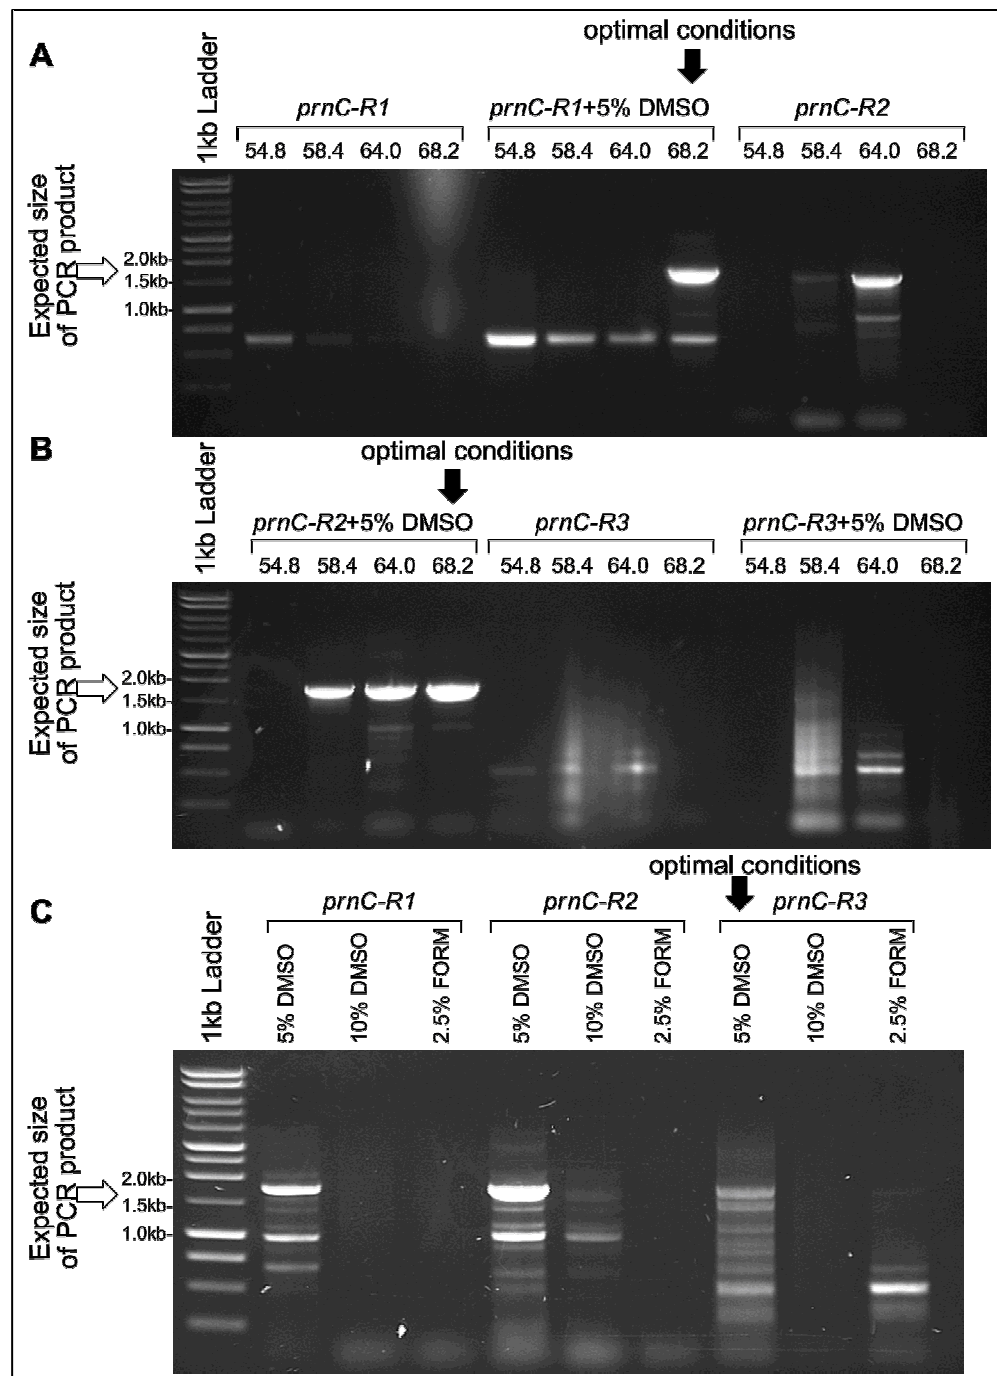 A
optimal conditions
1kb Ladder
prnC-R1
prnC-R1+5% DMSO
prnC-R2
54.8 58.4 64.0 68.2
54.8 58.4 64.0 68.2
54.8 58.4 64.0 68.2
Expected size
of PCR product
2.0kb
1.5kb
1.0kb
B
optimal conditions
1kb Ladder
prnC-R2+5% DMSO
prnC-R3
prnC-R3+5% DMSO
54.8 58.4 64.0 68.2
54.8 58.4 64.0 68.2
54.8 58.4 64.0 68.2
Expected size
of PCR product
2.0kb
1.5kb
1.0kb
optimal conditions
C
1kb Ladder
prnC-R1
prnC-R2
prnC-R3
5% DMSO
10% DMSO
2.5% FORM
5% DMSO
10% DMSO
2.5% FORM
5% DMSO
10% DMSO
2.5% FORM
Expected size
of PCR product
2.0kb
1.5kb
1.0kb